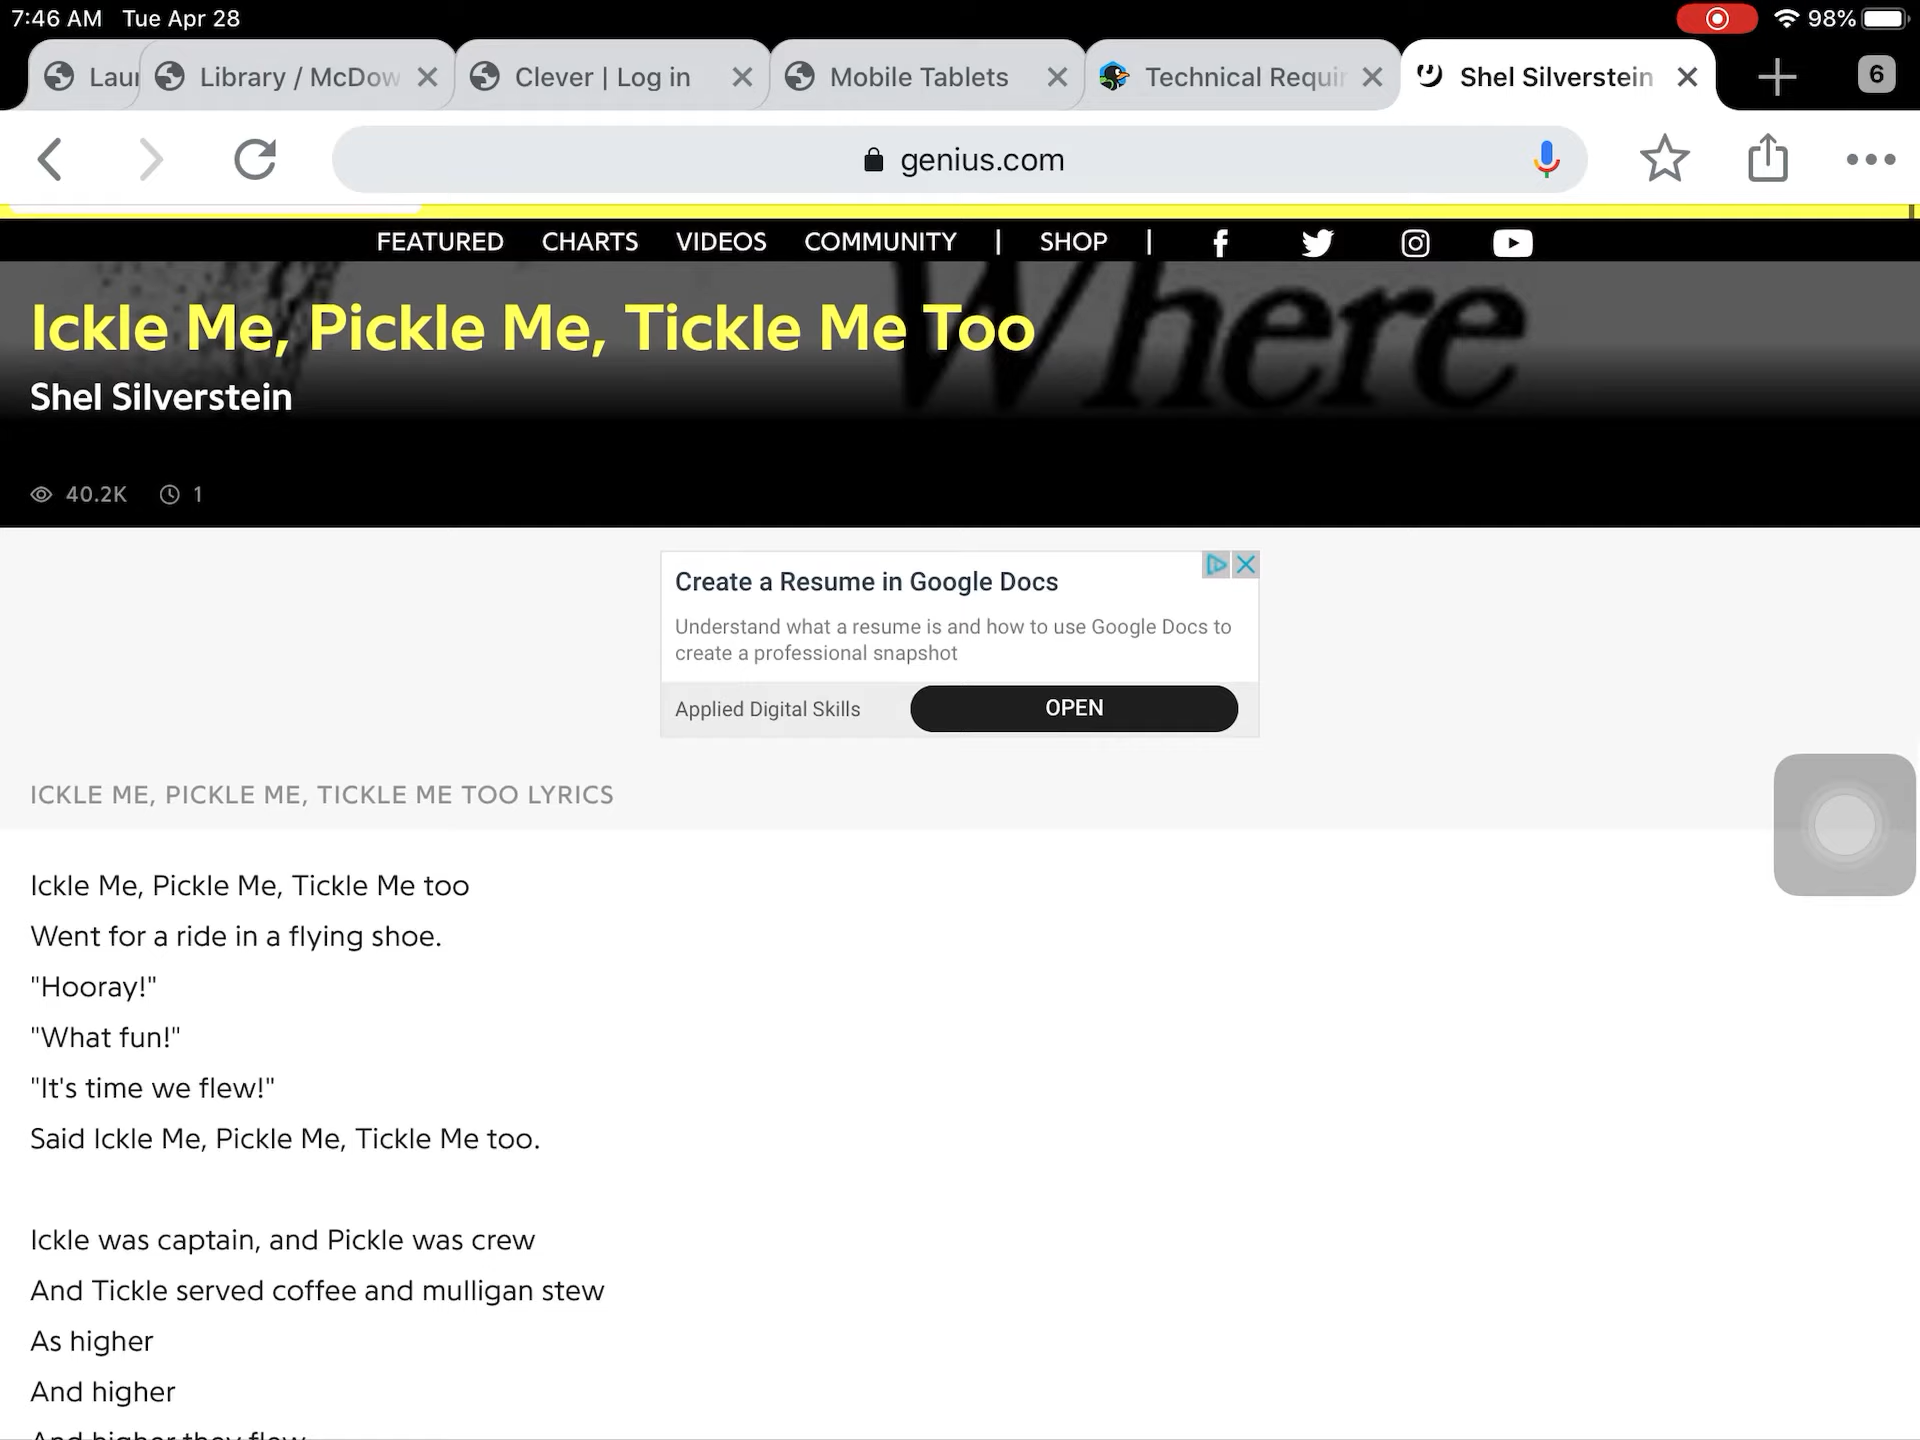 7:46 AM Tue Apr 28 98%
Laur Library / McDow Clever | Log in Mobile Tablets Technical Requir Shel Silverstein 6
genius.com
FEATURED CHARTS VIDEOS COMMUNITY | SHOP |
Where
Ickle Me, Pickle Me, Tickle Me Too
Shel Silverstein
40.2K 1
Create a Resume in Google Docs
Understand what a resume is and how to use Google Docs to
create a professional snapshot
Applied Digital Skills OPEN
ICKLE ME, PICKLE ME, TICKLE ME TOO LYRICS
Ickle Me, Pickle Me, Tickle Me too
Went for a ride in a flying shoe.
"Hooray!"
"What fun!"
"It's time we flew!"
Said Ickle Me, Pickle Me, Tickle Me too.
Ickle was captain, and Pickle was crew
And Tickle served coffee and mulligan stew
As higher
And higher
And higher they flew